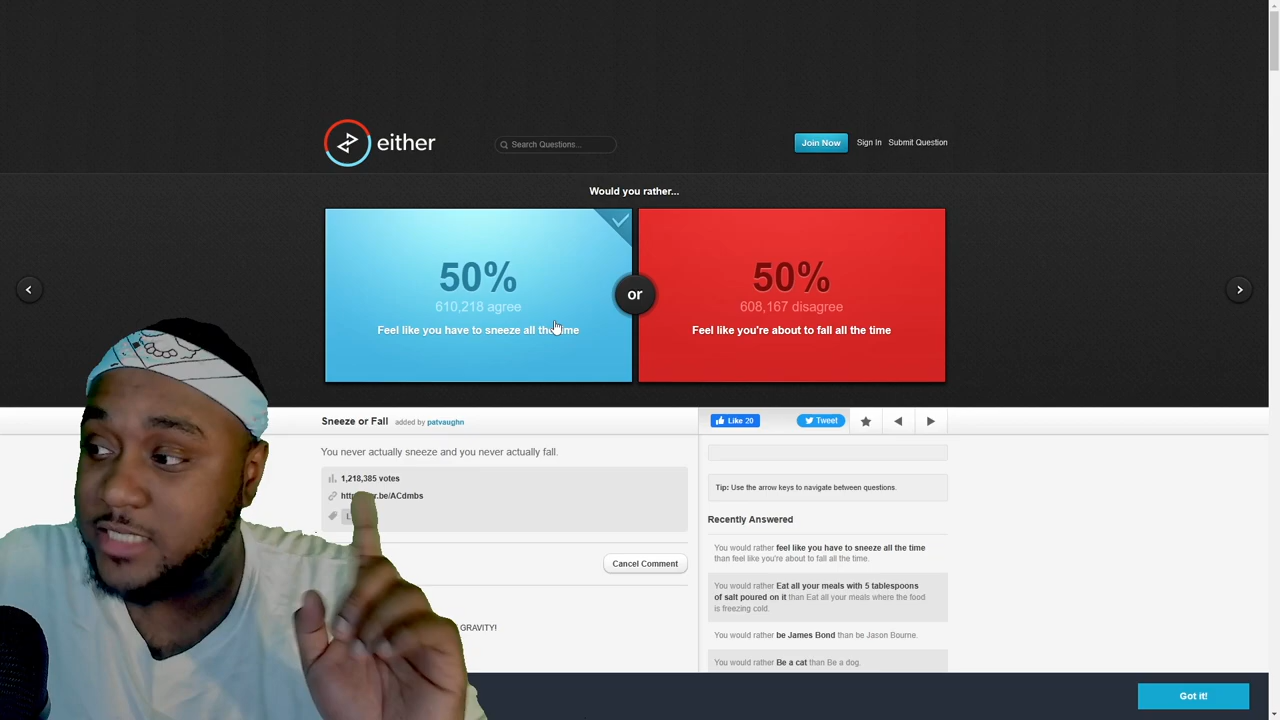 either
Search Questions...
Join Now
Sign In
Submit Question
Would you rather...
50%
610,218 agree
Feel like you have to sneeze all the time
or
50%
608,167 disagree
Feel like you're about to fall all the time
Sneeze or Fall added by patvaughn
Like 20
Tweet
You never actually sneeze and you never actually fall.
1,218,385 votes
.be/ACdmbs
Cancel Comment
GRAVITY!
Tip: Use the arrow keys to navigate between questions.
Recently Answered
You would rather feel like you have to sneeze all the time
than feel like you're about to fall all the time.
You would rather Eat all your meals with 5 tablespoons
of salt poured on it than Eat all your meals where the food
is freezing cold.
You would rather be James Bond than be Jason Bourne.
You would rather Be a cat than Be a dog.
Got it!